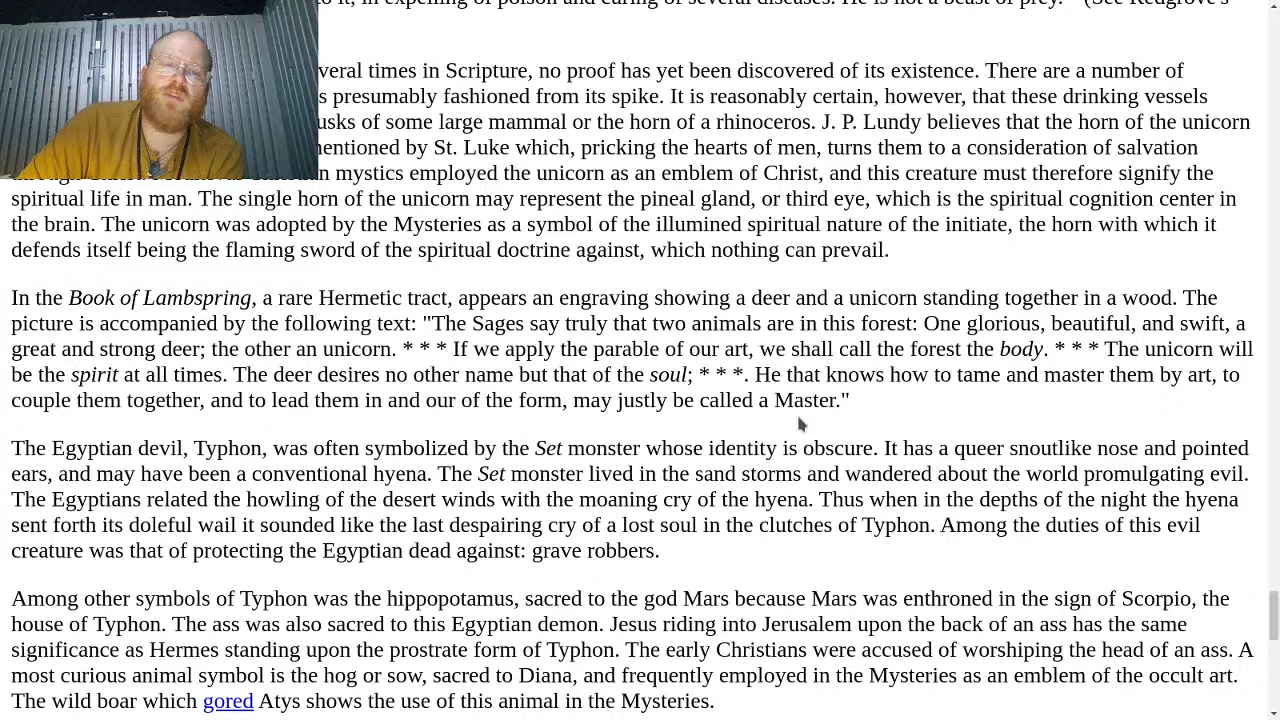 to it, in expelling of poison and curing of several diseases. He is not a beast of prey." (See Redgrove's
veral times in Scripture, no proof has yet been discovered of its existence. There are a number of
s presumably fashioned from its spike. It is reasonably certain, however, that these drinking vessels
usks of some large mammal or the horn of a rhinoceros. J. P. Lundy believes that the horn of the unicorn
entioned by St. Luke which, pricking the hearts of men, turns them to a consideration of salvation
n mystics employed the unicorn as an emblem of Christ, and this creature must therefore signify the
spiritual life in man. The single horn of the unicorn may represent the pineal gland, or third eye, which is the spiritual cognition center in
the brain. The unicorn was adopted by the Mysteries as a symbol of the illumined spiritual nature of the initiate, the horn with which it
defends itself being the flaming sword of the spiritual doctrine against, which nothing can prevail.
In the Book of Lambspring, a rare Hermetic tract, appears an engraving showing a deer and a unicorn standing together in a wood. The
picture is accompanied by the following text: "The Sages say truly that two animals are in this forest: One glorious, beautiful, and swift, a
great and strong deer; the other an unicorn. * * * If we apply the parable of our art, we shall call the forest the body. * * * The unicorn will
be the spirit at all times. The deer desires no other name but that of the soul; * * *. He that knows how to tame and master them by art, to
couple them together, and to lead them in and our of the form, may justly be called a Master."
The Egyptian devil, Typhon, was often symbolized by the Set monster whose identity is obscure. It has a queer snoutlike nose and pointed
ears, and may have been a conventional hyena. The Set monster lived in the sand storms and wandered about the world promulgating evil.
The Egyptians related the howling of the desert winds with the moaning cry of the hyena. Thus when in the depths of the night the hyena
sent forth its doleful wail it sounded like the last despairing cry of a lost soul in the clutches of Typhon. Among the duties of this evil
creature was that of protecting the Egyptian dead against: grave robbers.
Among other symbols of Typhon was the hippopotamus, sacred to the god Mars because Mars was enthroned in the sign of Scorpio, the
house of Typhon. The ass was also sacred to this Egyptian demon. Jesus riding into Jerusalem upon the back of an ass has the same
significance as Hermes standing upon the prostrate form of Typhon. The early Christians were accused of worshiping the head of an ass. A
most curious animal symbol is the hog or sow, sacred to Diana, and frequently employed in the Mysteries as an emblem of the occult art.
The wild boar which gored Atys shows the use of this animal in the Mysteries.